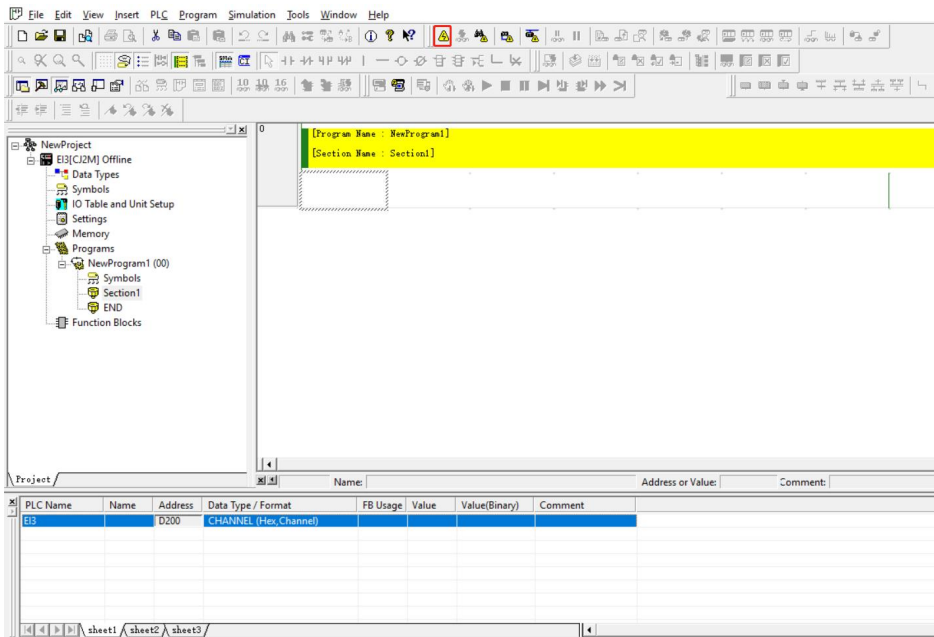 File Edit View Insert PLC Program Simulation Tools Window Help
10 10 16
NewProject
EI3[CJ2M] Offline
Data Types
Symbols
IO Table and Unit Setup
Settings
Memory
Programs
NewProgram1 (00)
Symbols
Section1
END
Function Blocks
Project
0
[Program Name : NewProgram1]
[Section Name : Section1]
Name: Address or Value: Comment:
PLC Name Name Address Data Type / Format FB Usage Value Value(Binary) Comment
EI3 D200 CHANNEL (Hex,Channel)
sheet1 sheet2 sheet3